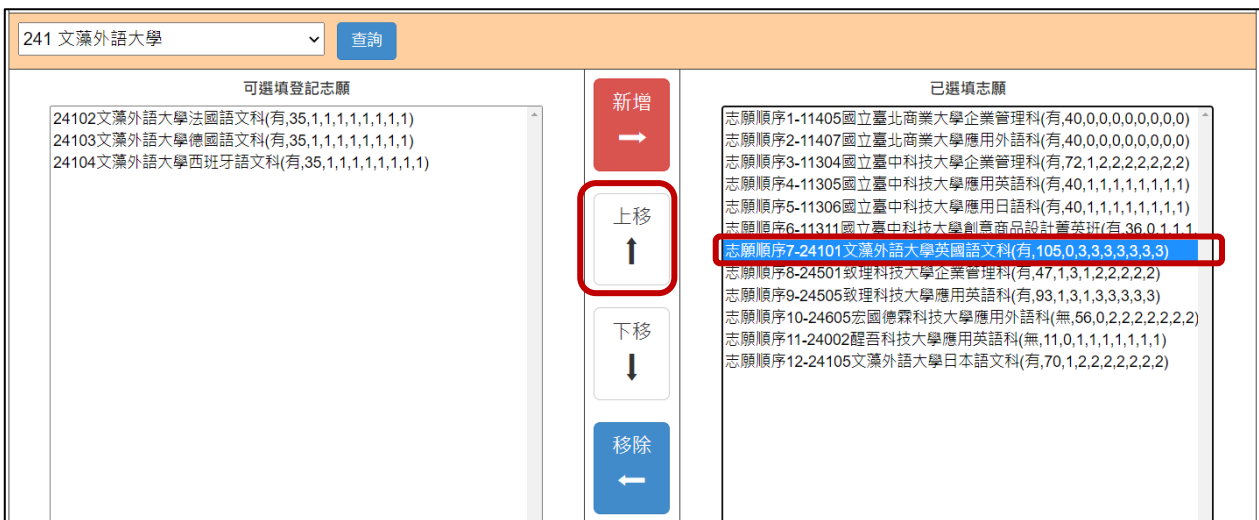 241 文藻外語大學
查詢
可選填登記志願
24102文藻外語大學法國語文科(有,35,1,1,1,1,1,1,1,1)
24103文藻外語大學德國語文科(有,35,1,1,1,1,1,1,1,1)
24104文藻外語大學西班牙語文科(有,35,1,1,1,1,1,1,1,1)
新增
上移
下移
移除
已選填志願
志願順序1-11405國立臺北商業大學企業管理科(有,40,0,0,0,0,0,0,0,0)
志願順序2-11407國立臺北商業大學應用外語科(有,40,0,0,0,0,0,0,0,0)
志願順序3-11304國立臺中科技大學企業管理科(有,72,1,2,2,2,2,2,2,2)
志願順序4-11305國立臺中科技大學應用英語科(有,40,1,1,1,1,1,1,1,1)
志願順序5-11306國立臺中科技大學應用日語科(有,40,1,1,1,1,1,1,1,1)
志願順序6-11311國立臺中科技大學創意商品設計菁英班(有,36,0,1,1,1,
志願順序7-24101文藻外語大學英國語文科(有,105,0,3,3,3,3,3,3,3)
志願順序8-24501致理科技大學企業管理科(有,47,1,3,1,2,2,2,2,2)
志願順序9-24505致理科技大學應用英語科(有,93,1,3,1,3,3,3,3,3)
志願順序10-24605宏國德霖科技大學應用外語科(無,56,0,2,2,2,2,2,2,2)
志願順序11-24002醒吾科技大學應用英語科(無,11,0,1,1,1,1,1,1,1)
志願順序12-24105文藻外語大學日本語文科(有,70,1,2,2,2,2,2,2,2)